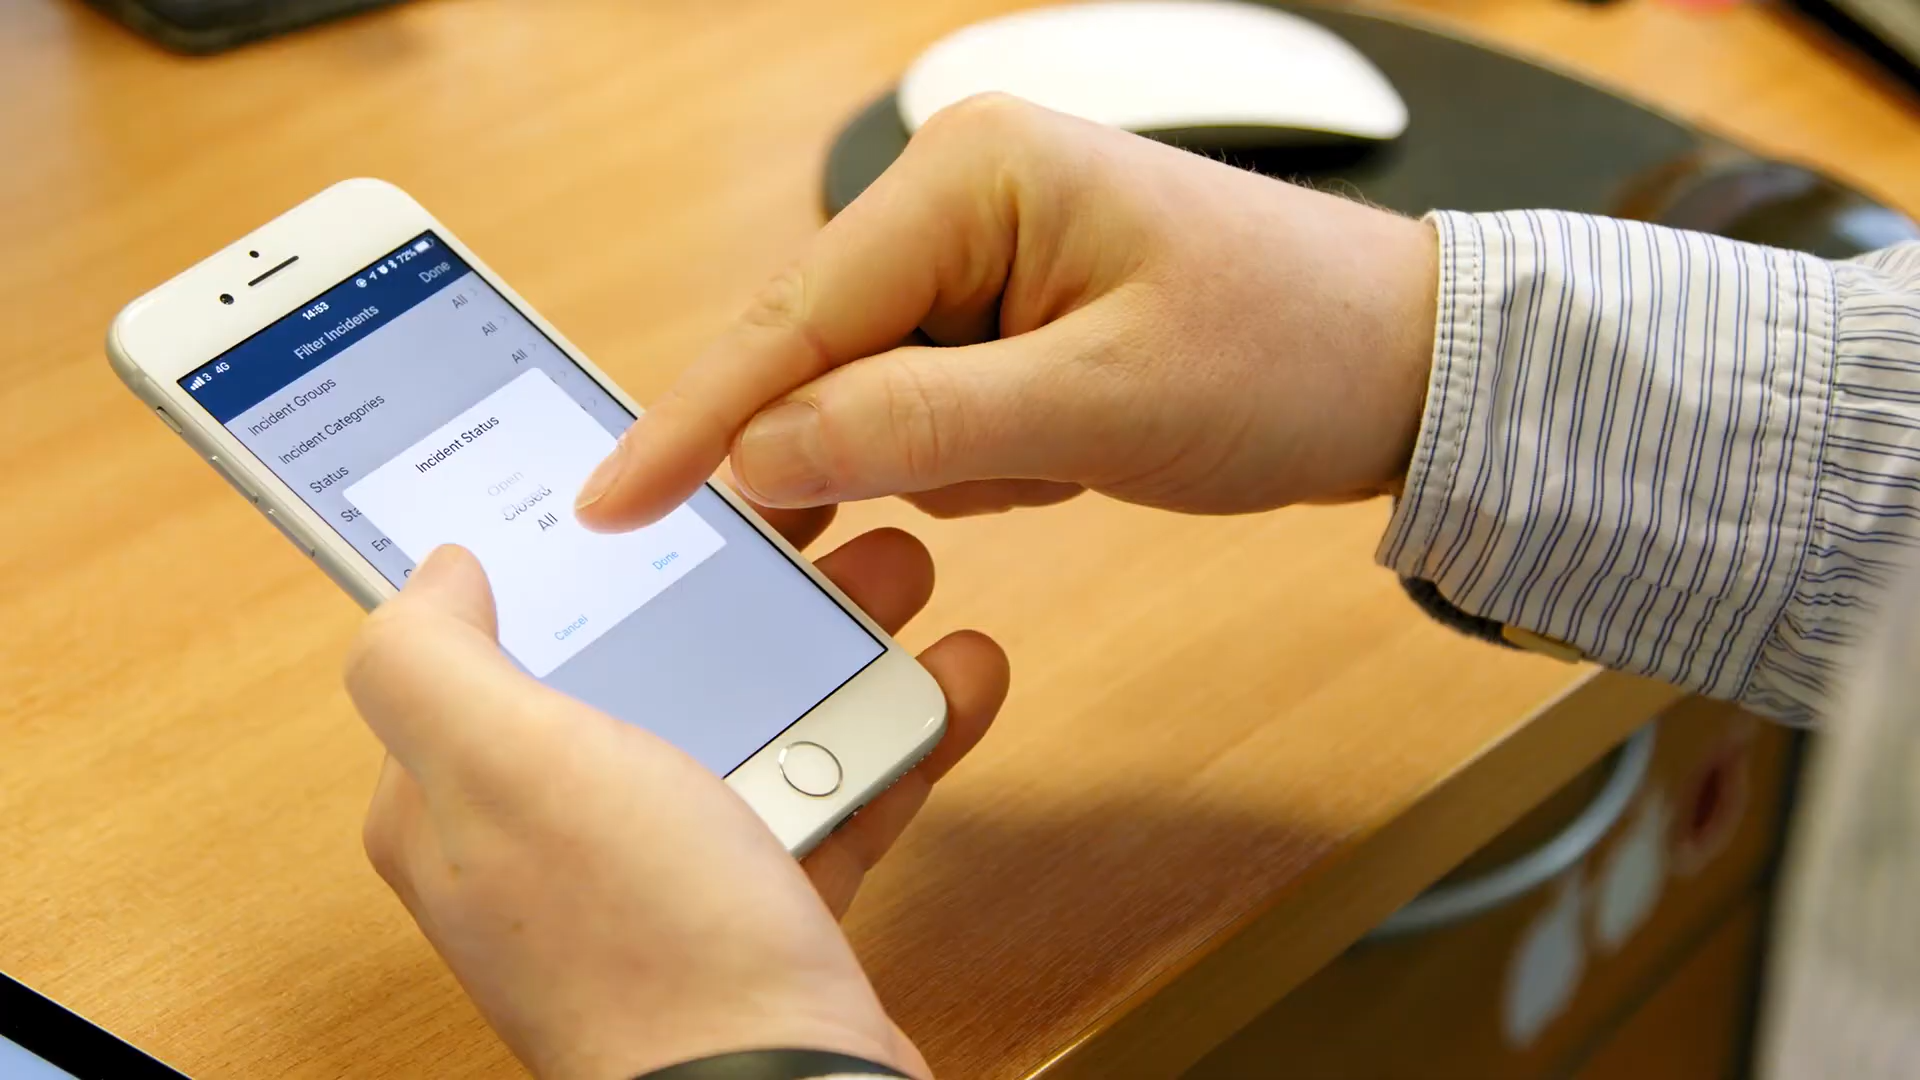 3 4G 14:53 72%
Filter Incidents Done
Incident Groups All
Incident Categories All
Status All
Incident Status
Open
Closed
All
Cancel Done